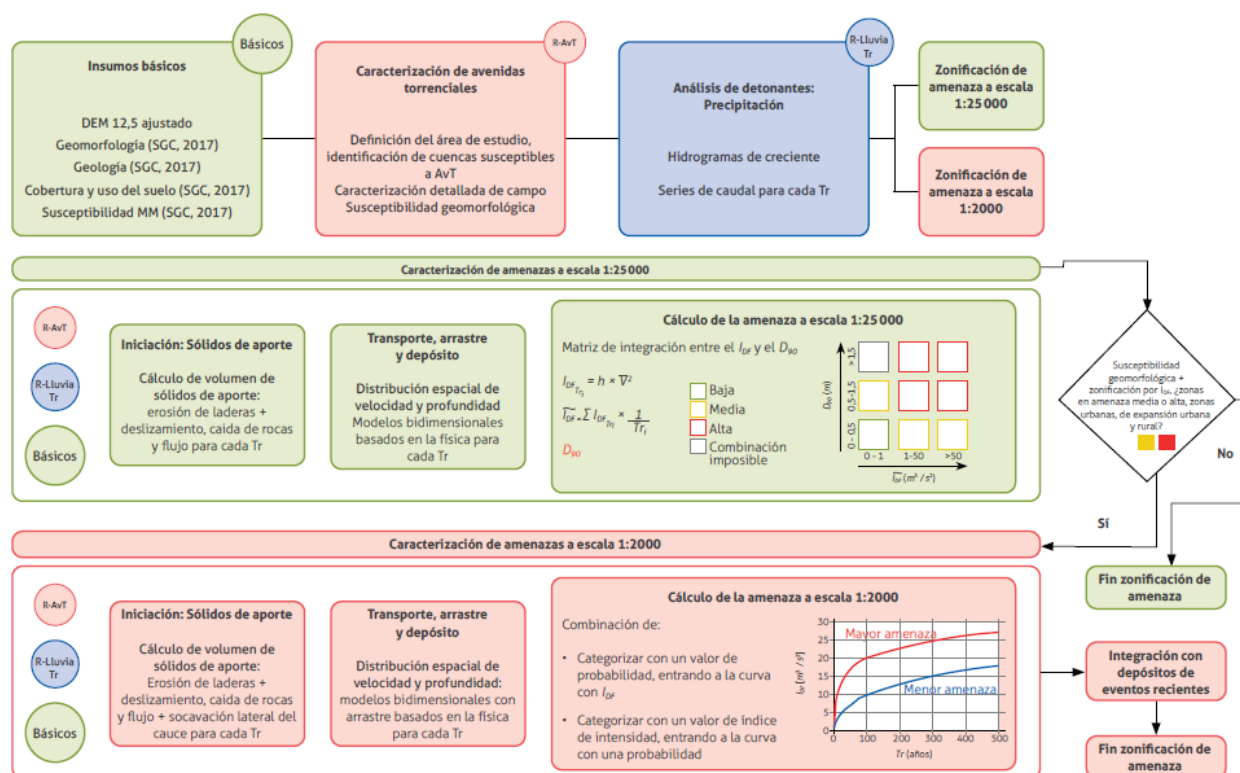 Básicos
Insumos básicos
DEM 12,5 ajustado
Geomorfología (SGC, 2017)
Geología (SGC, 2017)
Cobertura y uso del suelo (SGC, 2017)
Susceptibilidad MM (SGC, 2017)
R-AvT
Caracterización de avenidas
torrenciales
Definición del área de estudio,
identificación de cuencas susceptibles
a AvT
Caracterización detallada de campo
Susceptibilidad geomorfológica
R-Lluvia
Tr
Análisis de detonantes:
Precipitación
Hidrogramas de creciente
Series de caudal para cada Tr
Zonificación de
amenaza a escala
1:25 000
Zonificación de
amenaza a escala
1:2000
Caracterización de amenazas a escala 1:25 000
R-AvT
R-Lluvia
Tr
Básicos
Iniciación: Sólidos de aporte
Cálculo de volumen de
sólidos de aporte:
erosión de laderas +
deslizamiento, caida de rocas
y flujo para cada Tr
Transporte, arrastre
y depósito
Distribución espacial de
velocidad y profundidad
Modelos bidimensionales
basados en la física para
cada Tr
Cálculo de la amenaza a escala 1:25 000
Matriz de integración entre el I_DF y el D_90
I_DF_Tri = h × V̅²
I͠_DF = Σ I_DF_Tri × 1/Tr_i
D_90
Baja
Media
Alta
Combinación
imposible
D_90 (m)
>1,5
0,5-1,5
0 - 0,5
0 - 1
1-50
>50
I͠_DF (m³ / s²)
Susceptibilidad
geomorfológica +
zonificación por I_DF, ¿zonas
en amenaza media o alta, zonas
urbanas, de expansión urbana
y rural?
No
Sí
Fin zonificación de
amenaza
Caracterización de amenazas a escala 1:2000
R-AvT
R-Lluvia
Tr
Básicos
Iniciación: Sólidos de aporte
Cálculo de volumen de
sólidos de aporte:
Erosión de laderas +
deslizamiento, caida de rocas
y flujo + socavación lateral del
cauce para cada Tr
Transporte, arrastre
y depósito
Distribución espacial de
velocidad y profundidad:
modelos bidimensionales con
arrastre basados en la física
para cada Tr
Cálculo de la amenaza a escala 1:2000
Combinación de:
• Categorizar con un valor de
probabilidad, entrando a la curva
con I_DF
• Categorizar con un valor de índice
de intensidad, entrando a la curva
con una probabilidad
I_DF [m³ / s²]
30
25
20
15
10
5
0
Mayor amenaza
Menor amenaza
0
100
200
300
400
500
Tr (años)
Integración con
depósitos de
eventos recientes
Fin zonificación de
amenaza